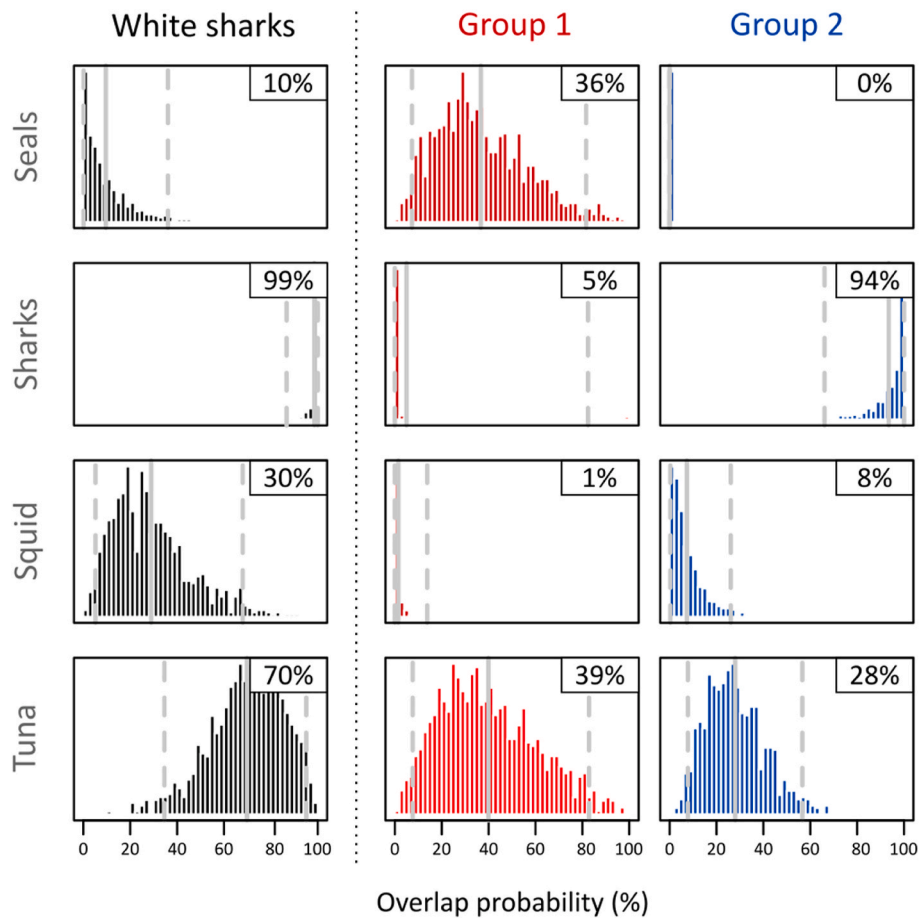 White sharks Group 1 Group 2
Seals 10% 36% 0%
Sharks 99% 5% 94%
Squid 30% 1% 8%
Tuna 70% 39% 28%
0 20 40 60 80 100 0 20 40 60 80 100 0 20 40 60 80 100
Overlap probability (%)